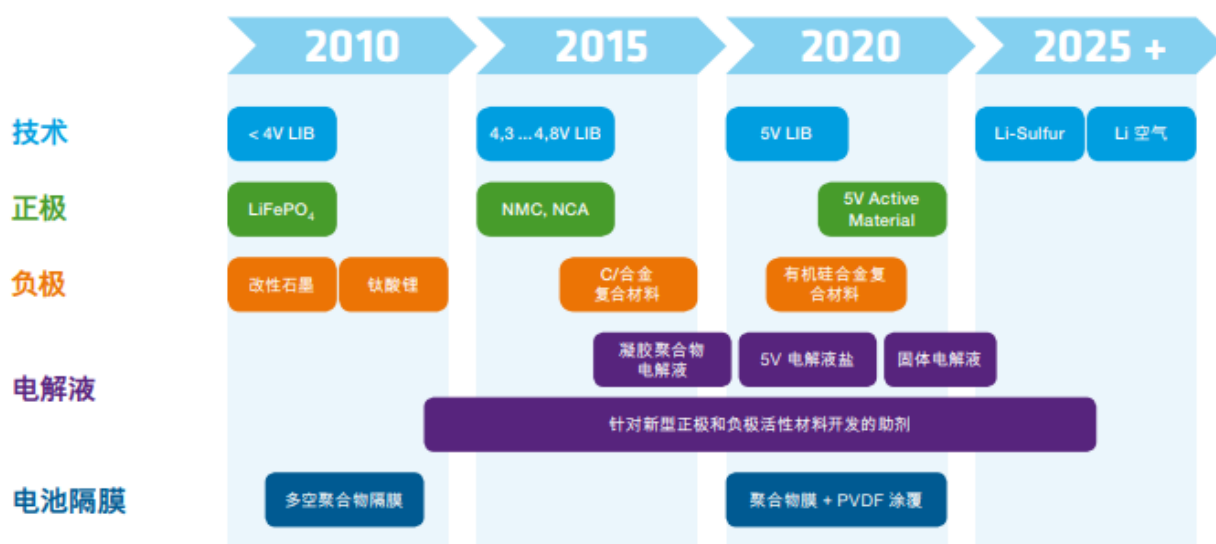 2010
2015
2020
2025 +
技术
< 4V LIB
4,3 ... 4,8V LIB
5V LIB
Li-Sulfur
Li 空气
正极
LiFePO₄
NMC, NCA
5V Active
Material
负极
改性石墨
钛酸锂
C/合金
复合材料
有机硅合金复
合材料
电解液
凝胶聚合物
电解液
5V 电解液盐
固体电解液
针对新型正极和负极活性材料开发的助剂
电池隔膜
多空聚合物隔膜
聚合物膜 + PVDF 涂覆